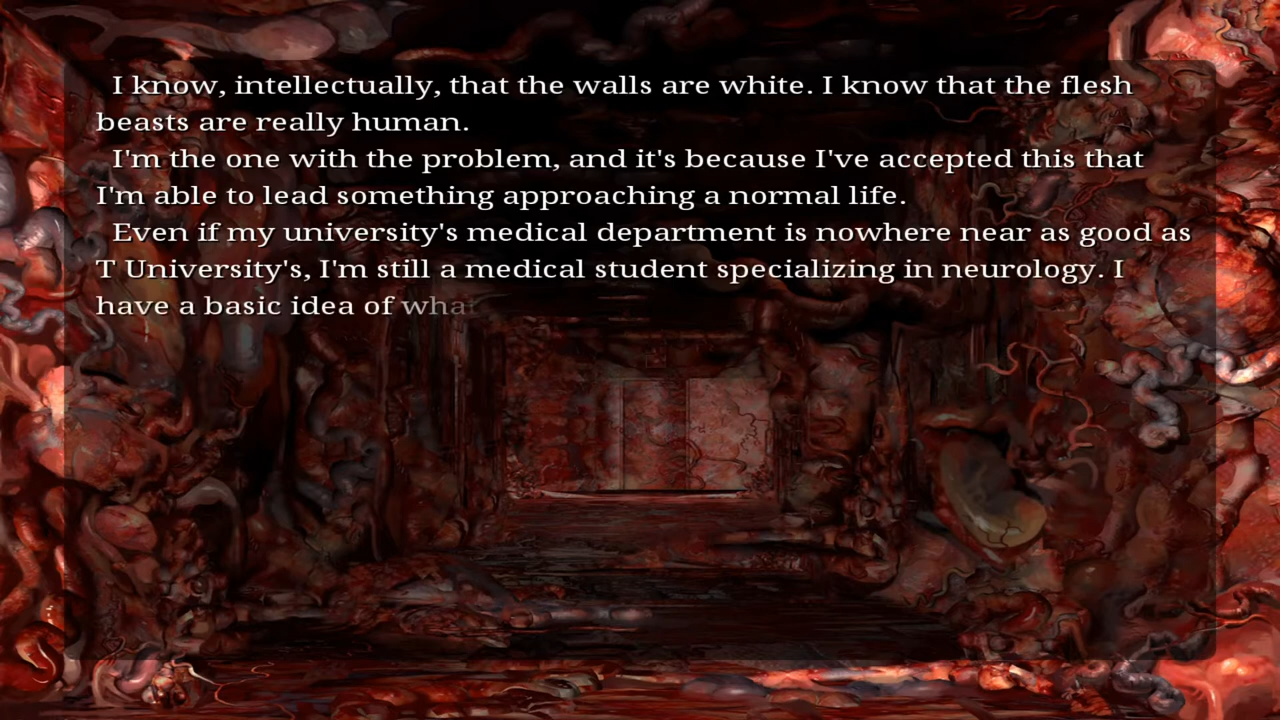 I know, intellectually, that the walls are white. I know that the flesh
beasts are really human.
I'm the one with the problem, and it's because I've accepted this that
I'm able to lead something approaching a normal life.
Even if my university's medical department is nowhere near as good as
T University's, I'm still a medical student specializing in neurology. I
have a basic idea of